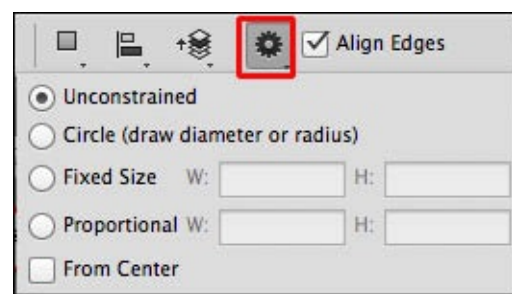 Align Edges
Unconstrained
Circle (draw diameter or radius)
Fixed Size W: H:
Proportional W: H:
From Center